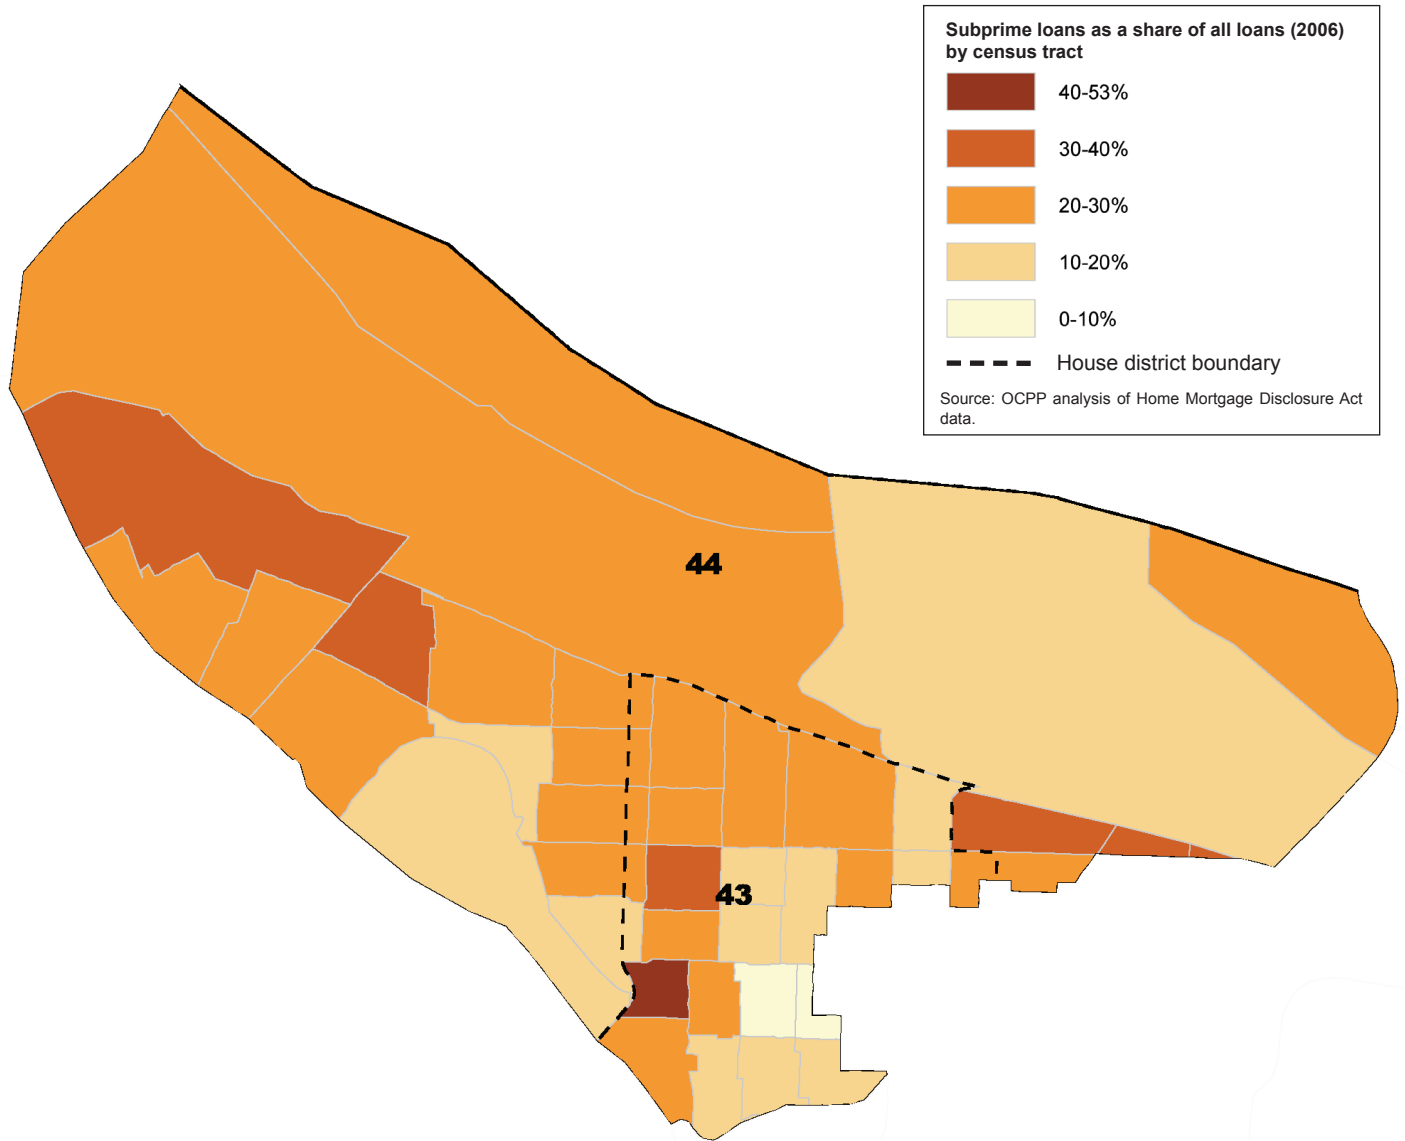 Subprime loans as a share of all loans (2006)
by census tract
40-53%
30-40%
20-30%
10-20%
0-10%
House district boundary
Source: OCPP analysis of Home Mortgage Disclosure Act
data.
44
43